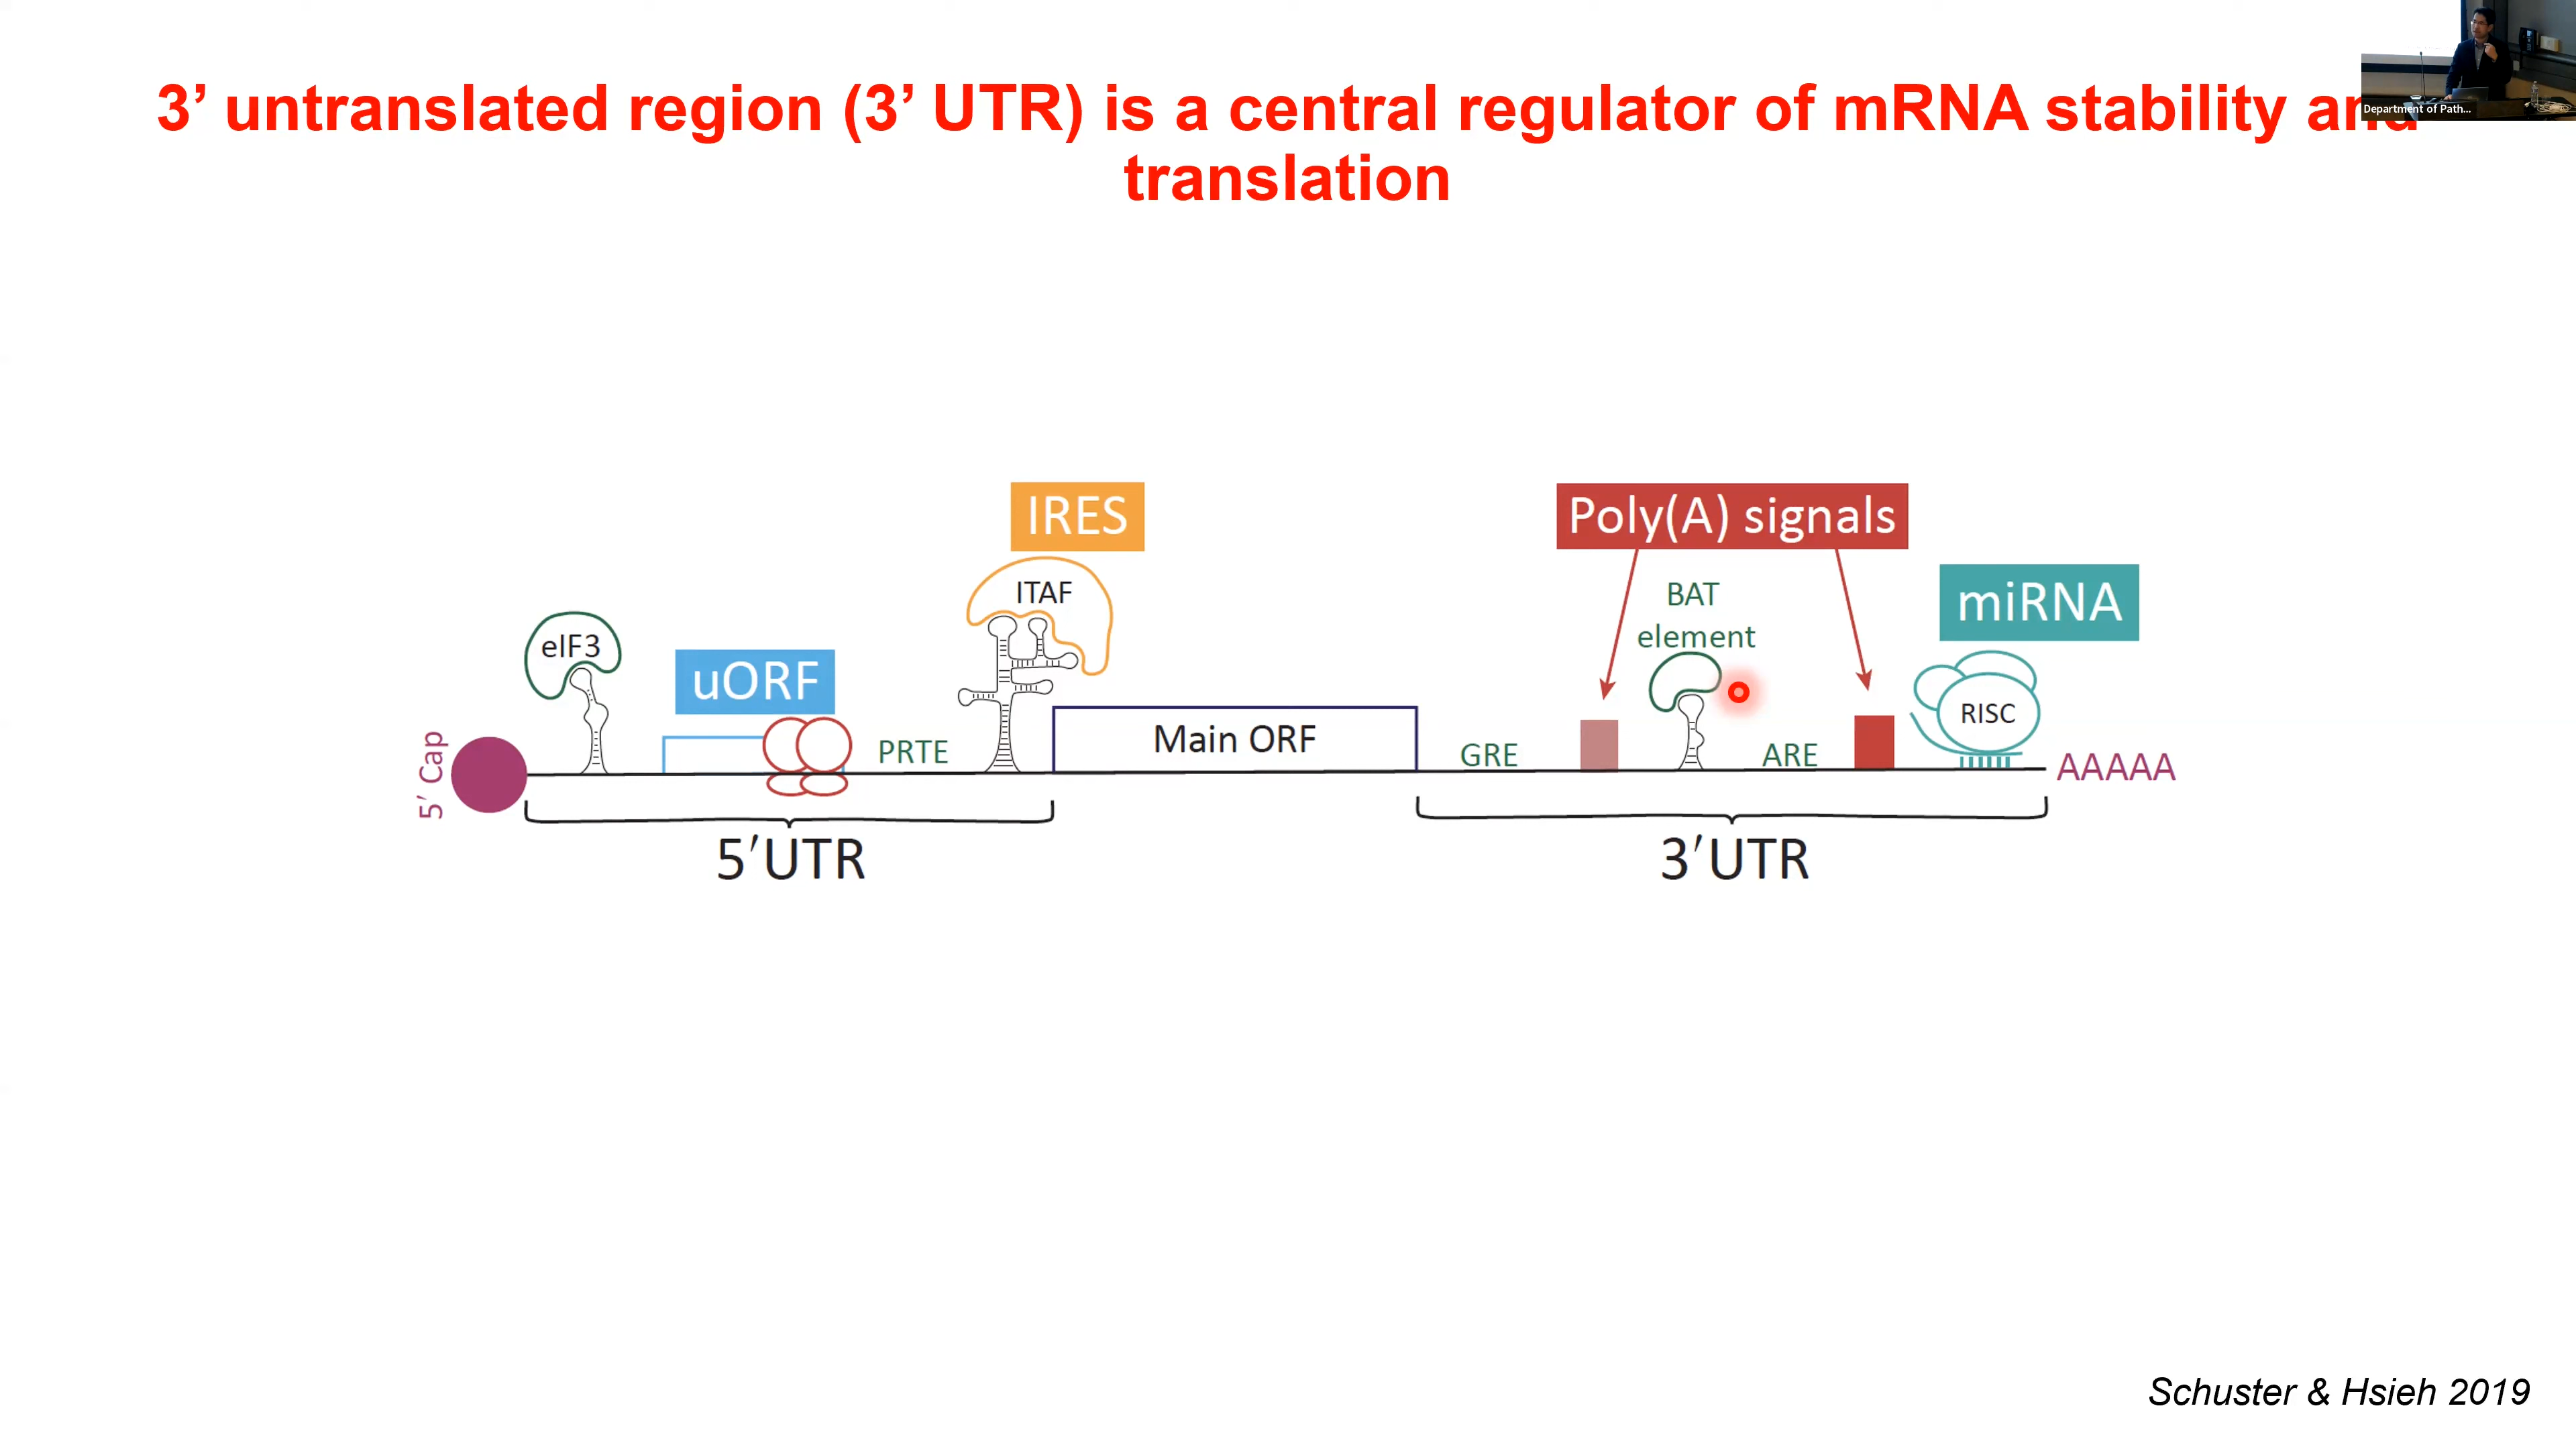 3’ untranslated region (3’ UTR) is a central regulator of mRNA stability and
translation
Department of Path...
IRES
Poly(A) signals
ITAF
BAT
element
miRNA
eIF3
uORF
RISC
5′ Cap
PRTE
Main ORF
GRE
ARE
AAAAA
5′UTR
3′UTR
Schuster & Hsieh 2019